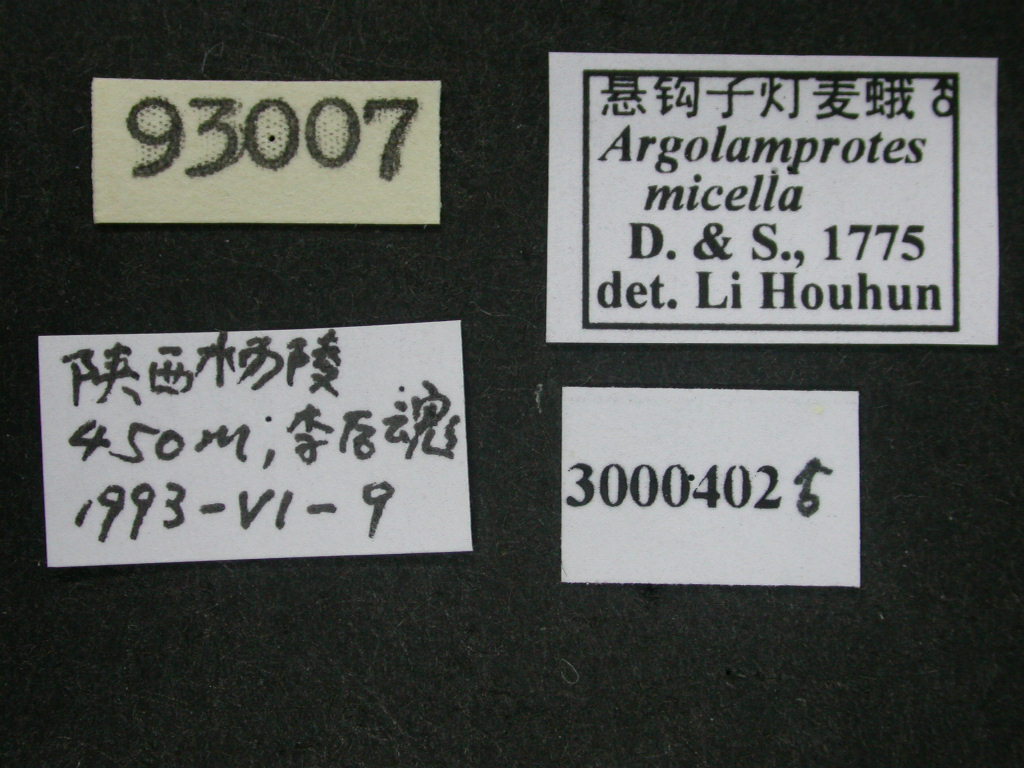 93007
悬钩子灯麦蛾♂
Argolamprotes
micella
D. & S., 1775
det. Li Houhun
陕西杨陵
450m; 李后魂
1993-VI-9
3000402♂